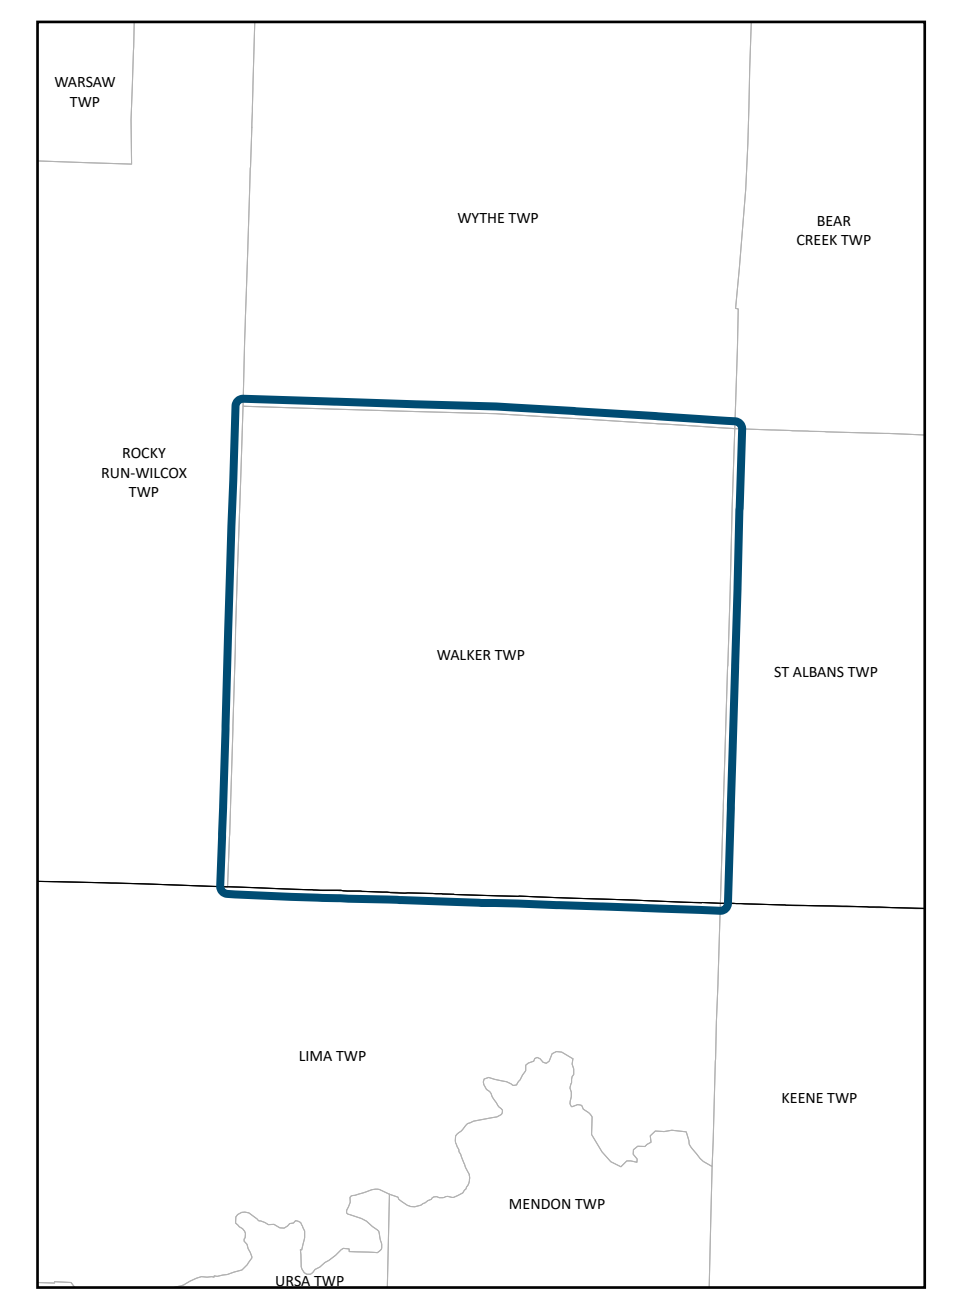 WARSAW
TWP
WYTHE TWP
BEAR
CREEK TWP
ROCKY
RUN-WILCOX
TWP
WALKER TWP
ST ALBANS TWP
LIMA TWP
KEENE TWP
MENDON TWP
URSA TWP